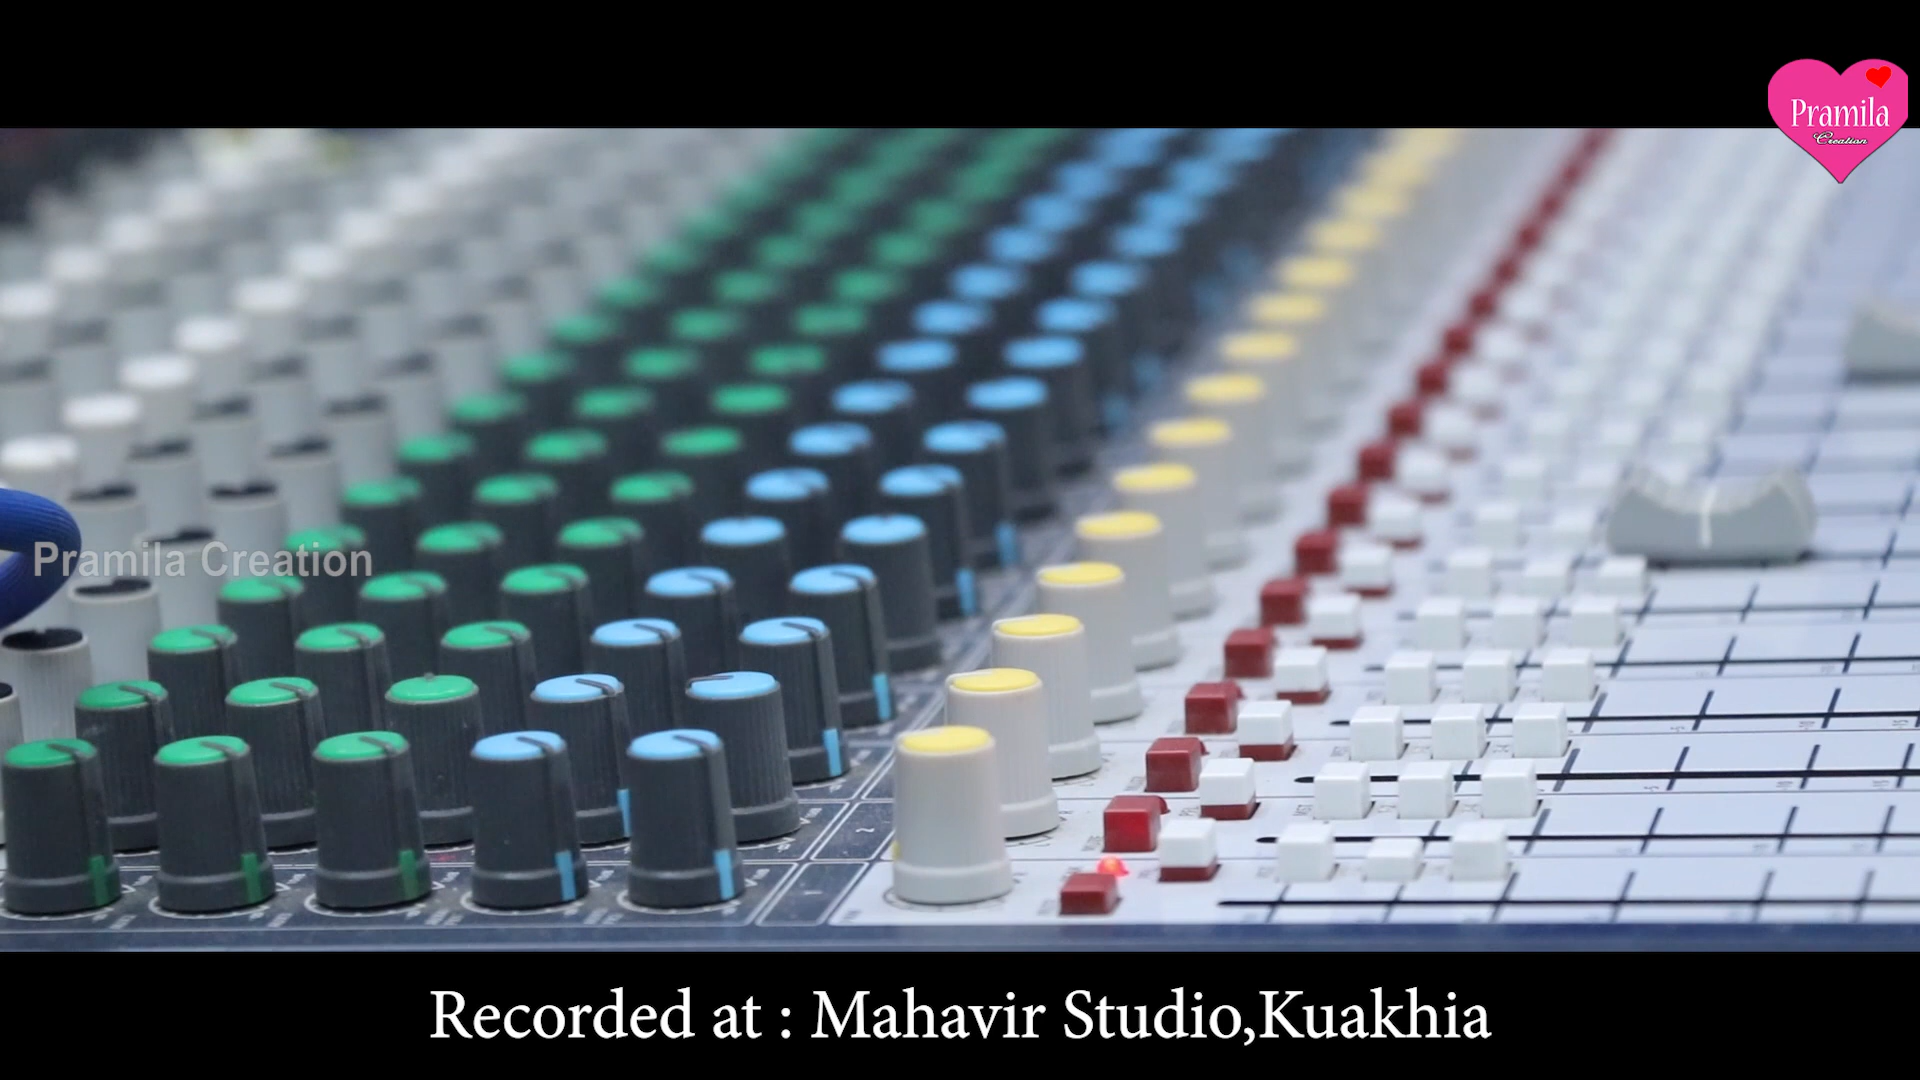 Pramila
Creation
Pramila Creation
Recorded at : Mahavir Studio,Kuakhia